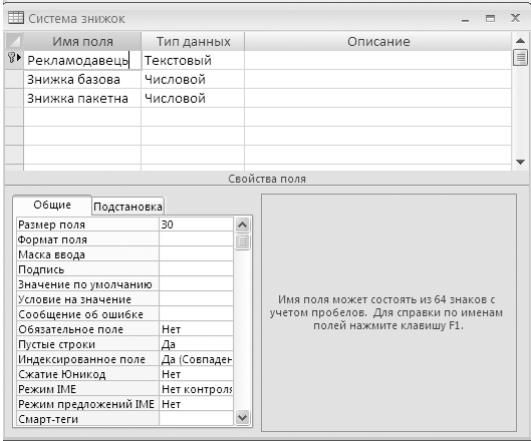 Система знижок
Имя поля Тип данных Описание
Рекламодавець Текстовый
Знижка базова Числовой
Знижка пакетна Числовой
Свойства поля
Общие Подстановка
Размер поля 30
Формат поля
Маска ввода
Подпись
Значение по умолчанию
Условие на значение
Сообщение об ошибке
Обязательное поле Нет
Пустые строки Да
Индексированное поле Да (Совпаден
Сжатие Юникод Нет
Режим IME Нет контроля
Режим предложений IME Нет
Смарт-теги
Имя поля может состоять из 64 знаков с
учетом пробелов. Для справки по именам
полей нажмите клавишу F1.